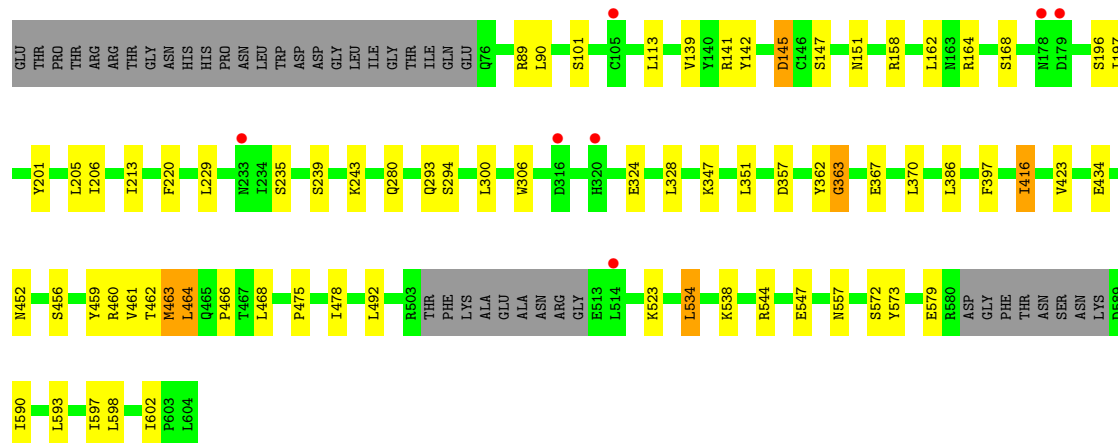 GLU THR PRO THR ARG ARG THR GLY ASN HIS HIS PRO ASN LEU TRP ASP ASP GLY LEU ILE GLY THR ILE GLN GLU Q76 R89 L90 S101 C105 L113 V139 Y140 R141 Y142 D145 C146 S147 N151 R158 L162 N163 R164 S168 N178 D179 S196 I197
Y201 L205 I206 I213 F220 L229 N233 I234 S235 S239 K243 Q280 Q293 S294 L300 W306 D316 H320 E324 L328 K347 L351 D357 Y362 G363 E367 L370 L386 F397 I416 V423 E434
N452 S456 Y459 R460 V461 T462 M463 L464 Q465 P466 T467 L468 P475 I478 L492 R503 THR PHE LYS ALA GLU ALA ASN ARG GLY E513 L514 K523 L534 K538 R544 E547 N557 S572 Y573 E579 R580 ASP GLY PHE THR ASN SER ASN LYS D589
I590 L593 I597 L598 I602 P603 L604